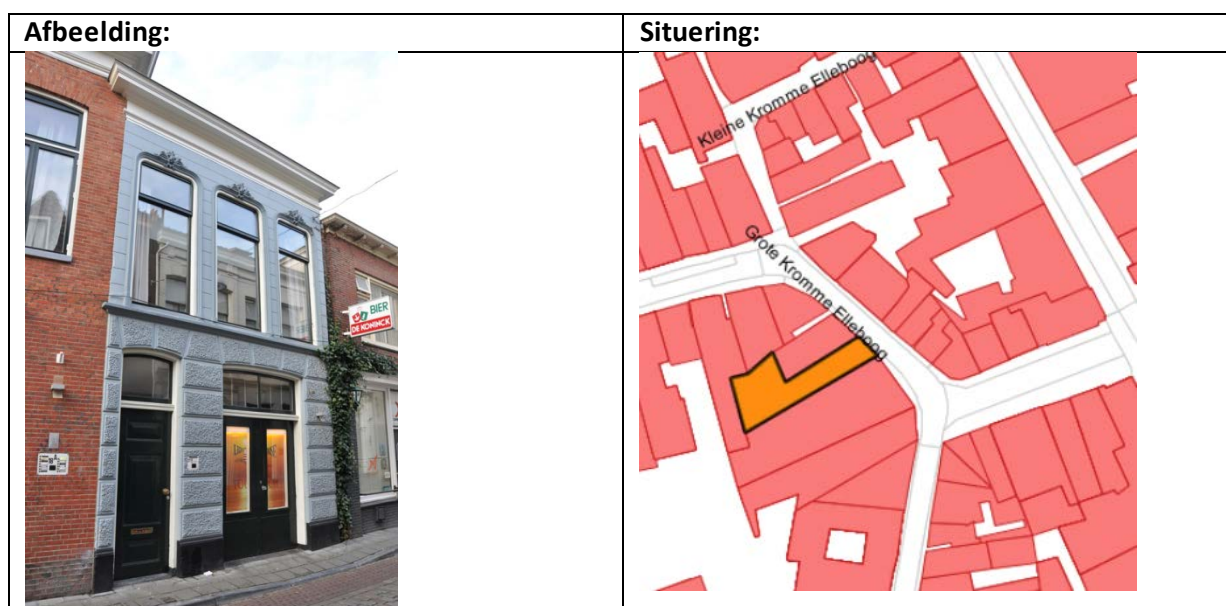 Afbeelding:
Situering:
BIER
DE KONINCK
Kleine Kromme Elleboog
Grote Kromme Elleboog